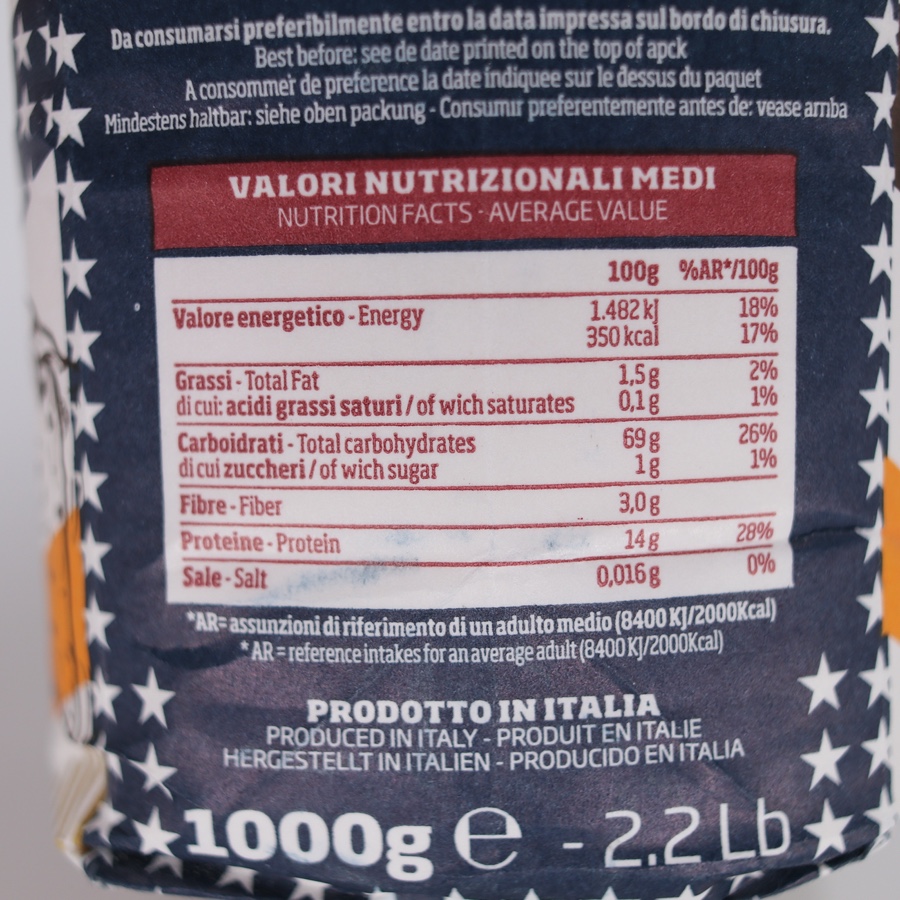 Da consumarsi preferibilmente entro la data impressa sul bordo di chiusura.
Best before: see de date printed on the top of apck
A consommer de preference la date indiquee sur le dessus du paquet
Mindestens haltbar: siehe oben packung - Consumir preferentemente antes de: vease arriba
VALORI NUTRIZIONALI MEDI
NUTRITION FACTS - AVERAGE VALUE
100g %AR*/100g
Valore energetico - Energy 1.482 kJ 18%
350 kcal 17%
Grassi - Total Fat 1,5 g 2%
di cui: acidi grassi saturi / of wich saturates 0,1 g 1%
Carboidrati - Total carbohydrates 69 g 26%
di cui zuccheri / of wich sugar 1 g 1%
Fibre - Fiber 3,0 g
Proteine - Protein 14 g 28%
Sale - Salt 0,016 g 0%
*AR= assunzioni di riferimento di un adulto medio (8400 KJ/2000Kcal)
* AR = reference intakes for an average adult (8400 KJ/2000Kcal)
PRODOTTO IN ITALIA
PRODUCED IN ITALY - PRODUIT EN ITALIE
HERGESTELLT IN ITALIEN - PRODUCIDO EN ITALIA
1000g e - 2.2 Lb